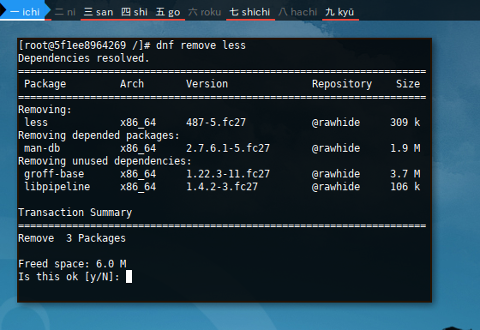 一 ichi 二 ni 三 san 四 shi 五 go 六 roku 七 shichi 八 hachi 九 kyū
[root@5f1ee8964269 /]# dnf remove less
Dependencies resolved.
================================================================
Package Arch Version Repository Size
================================================================
Removing:
less x86_64 487-5.fc27 @rawhide 309 k
Removing depended packages:
man-db x86_64 2.7.6.1-5.fc27 @rawhide 1.9 M
Removing unused dependencies:
groff-base x86_64 1.22.3-11.fc27 @rawhide 3.7 M
libpipeline x86_64 1.4.2-3.fc27 @rawhide 106 k
Transaction Summary
================================================================
Remove 3 Packages
Freed space: 6.0 M
Is this ok [y/N]: